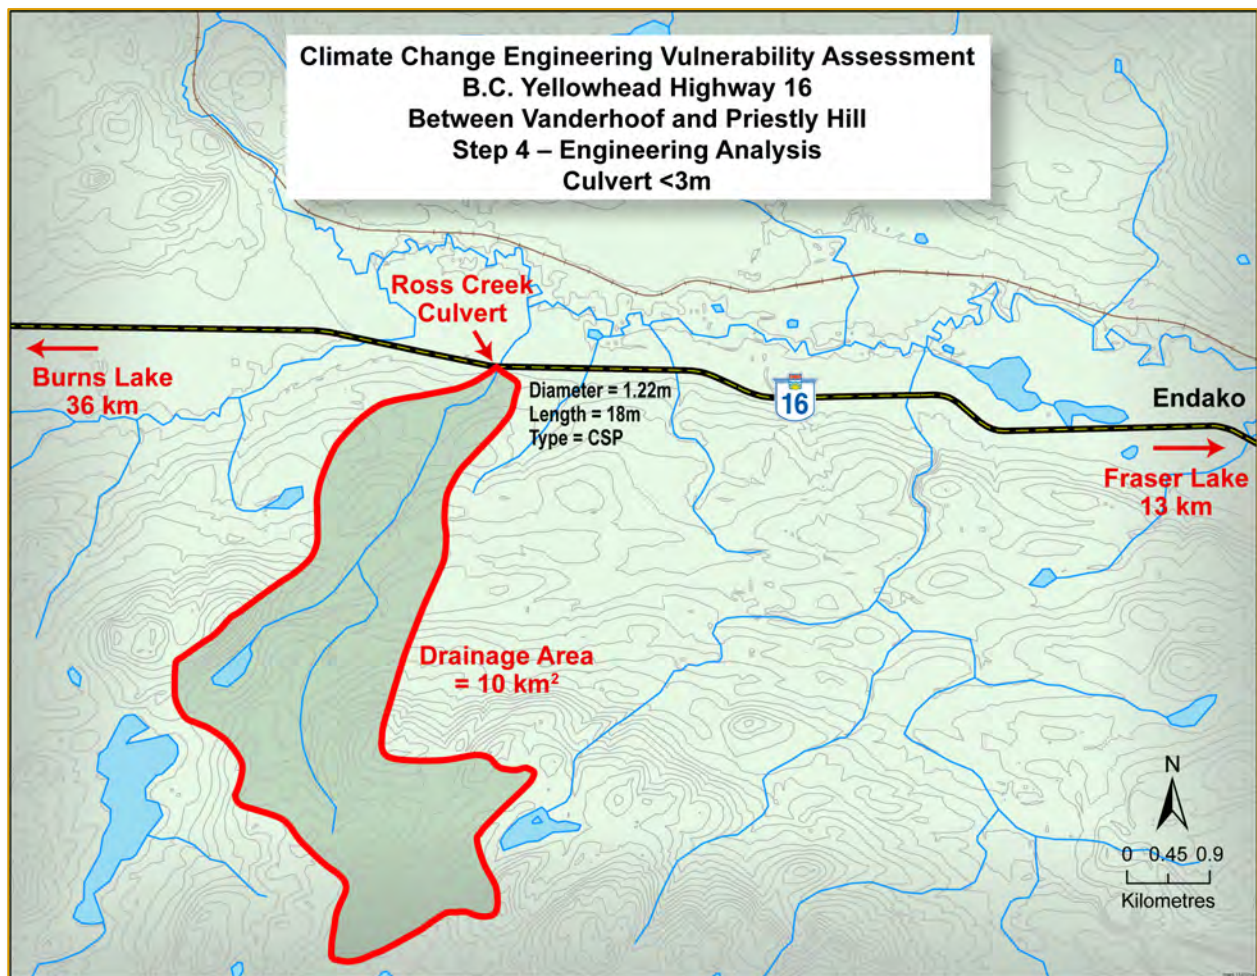 Climate Change Engineering Vulnerability Assessment
B.C. Yellowhead Highway 16
Between Vanderhoof and Priestly Hill
Step 4 – Engineering Analysis
Culvert <3m
Ross Creek
Culvert
Burns Lake
36 km
Diameter = 1.22m
Length = 18m
Type = CSP
16
Endako
Fraser Lake
13 km
Drainage Area
= 10 km²
N
0 0.45 0.9
Kilometres